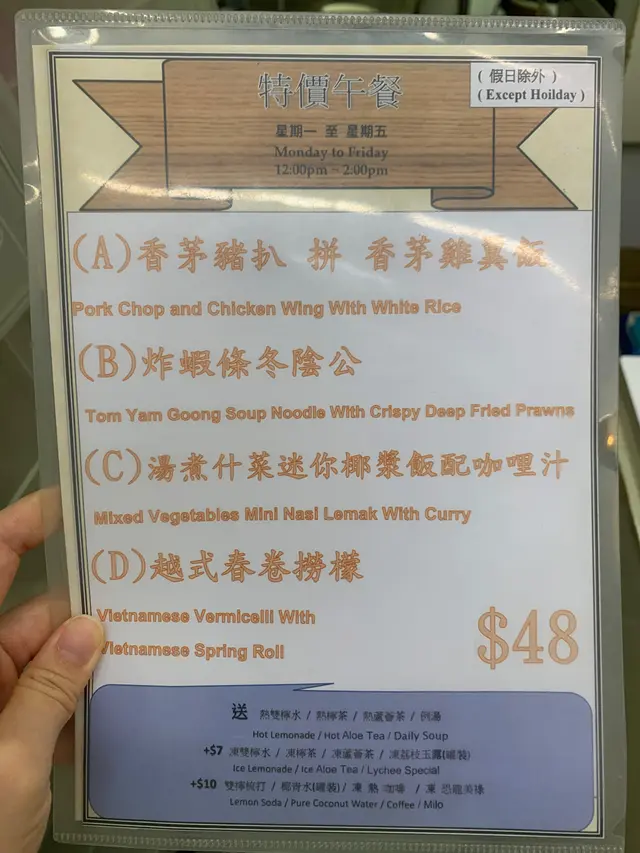 特價午餐
( 假日除外 )
( Except Hoilday )
星期一 至 星期五
Monday to Friday
12:00pm ~ 2:00pm
(A)香茅豬扒 拼 香茅雞翼飯
Pork Chop and Chicken Wing With White Rice
(B)炸蝦條冬陰公
Tom Yam Goong Soup Noodle With Crispy Deep Fried Prawns
(C)湯煮什菜迷你椰漿飯配咖哩汁
Mixed Vegetables Mini Nasi Lemak With Curry
(D)越式春卷撈檬
Vietnamese Vermicelli With
Vietnamese Spring Roll
$48
送 熱雙檸水 / 熱檸茶 / 熱蘆薈茶 / 例湯
Hot Lemonade / Hot Aloe Tea / Daily Soup
+$7 凍雙檸水 / 凍檸茶 / 凍蘆薈茶 / 凍荔枝玉露(罐裝)
Ice Lemonade / Ice Aloe Tea / Lychee Special
+$10 雙檸梳打 / 椰青水(罐裝) / 凍 熱 咖啡 / 凍 恐龍美祿
Lemon Soda / Pure Coconut Water / Coffee / Milo